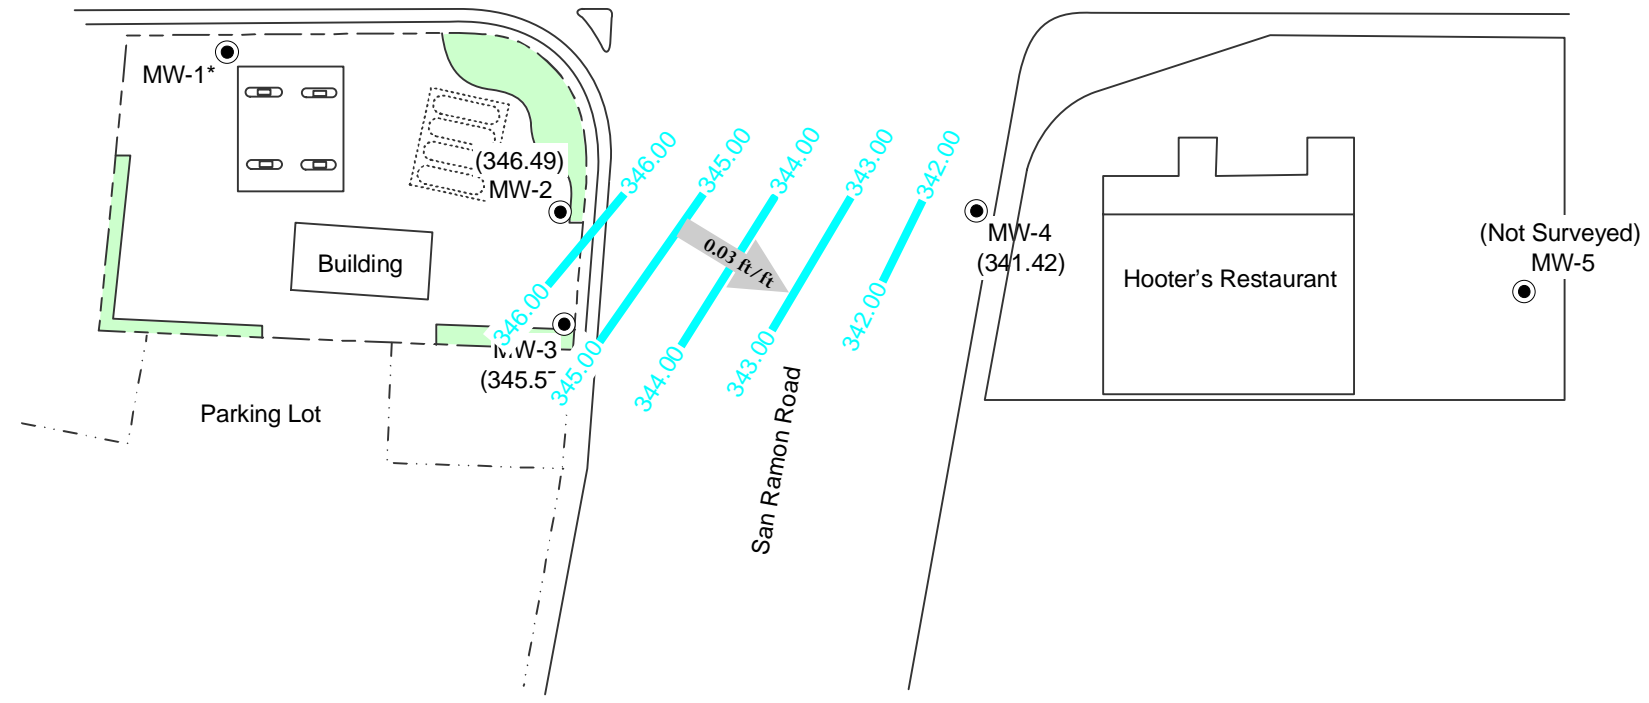 MW-1*
(346.49)
MW-2
346.00
345.00
344.00
343.00
342.00
0.03 ft/ft
MW-4
(341.42)
(Not Surveyed)
MW-5
Building
Hooter's Restaurant
346.00
345.00
344.00
343.00
342.00
MW-3
(345.5
Parking Lot
San Ramon Road